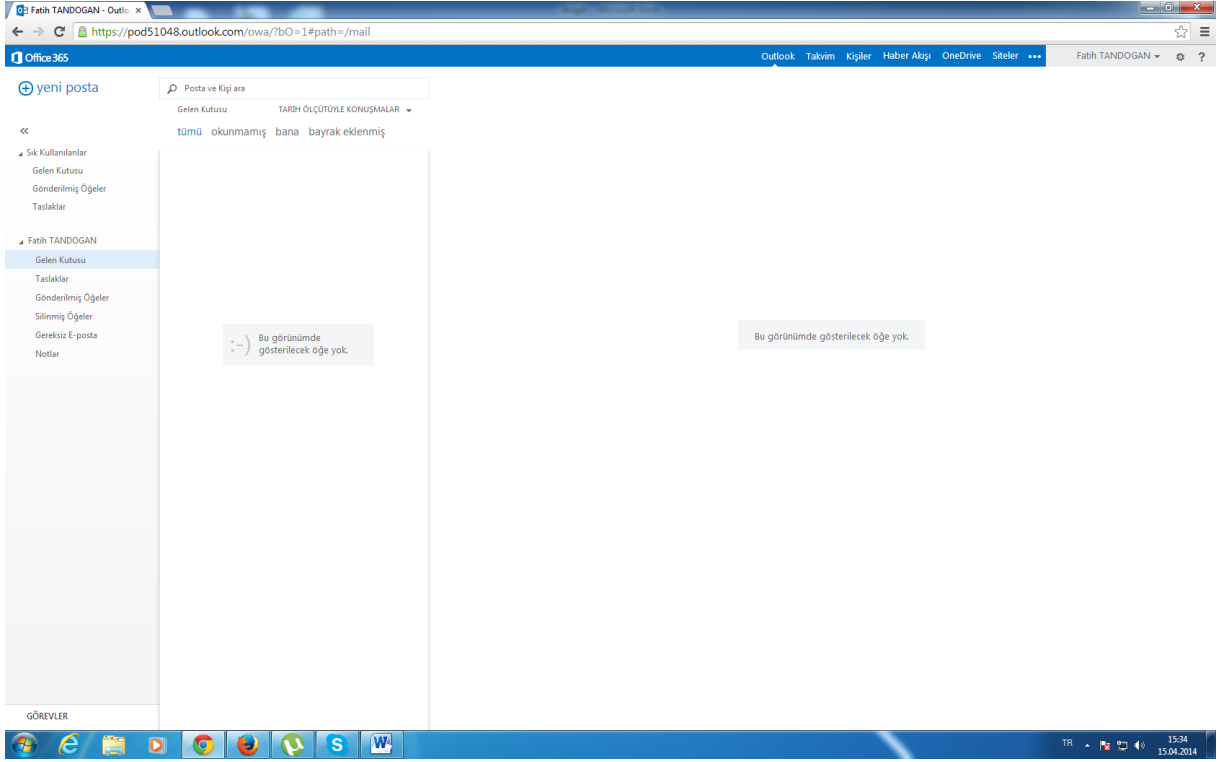 Fatih TANDOGAN - Outlo
https://pod51048.outlook.com/owa/?bO=1#path=/mail
Office 365
Outlook Takvim Kişiler Haber Akışı OneDrive Siteler ••• Fatih TANDOGAN ?
yeni posta
Posta ve Kişi ara
Gelen Kutusu TARİH ÖLÇÜTÜYLE KONUŞMALAR
tümü okunmamış bana bayrak eklenmiş
Sık Kullanılanlar
Gelen Kutusu
Gönderilmiş Öğeler
Taslaklar
Fatih TANDOGAN
Gelen Kutusu
Taslaklar
Gönderilmiş Öğeler
Silinmiş Öğeler
Gereksiz E-posta
Notlar
:-) Bu görünümde
gösterilecek öğe yok.
Bu görünümde gösterilecek öğe yok.
GÖREVLER
TR
15:34
15.04.2014